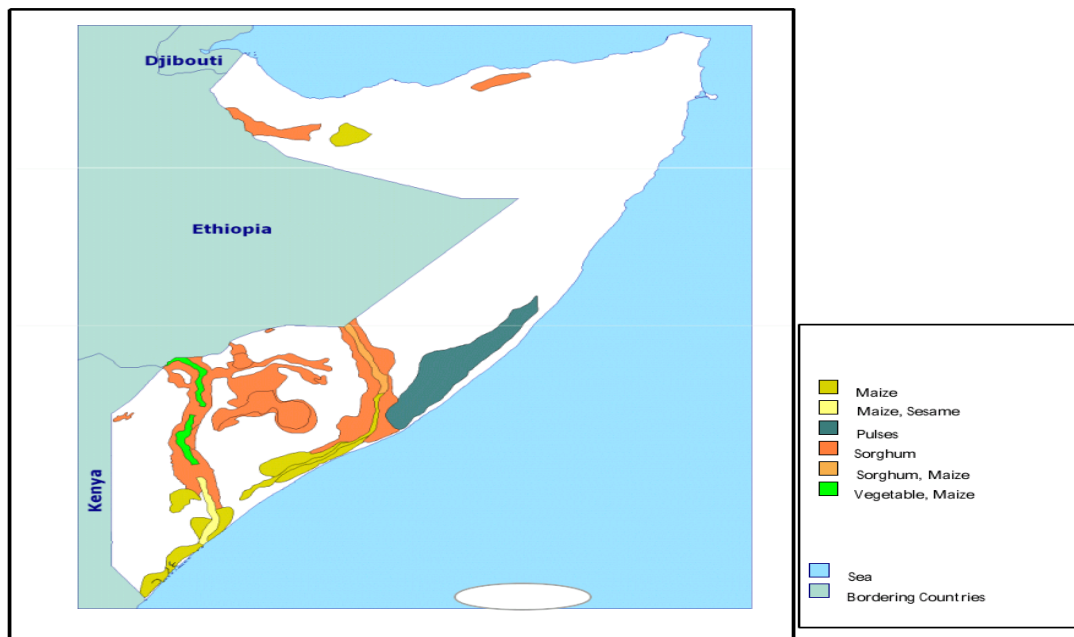 Djibouti
Ethiopia
Kenya
Maize
Maize, Sesame
Pulses
Sorghum
Sorghum, Maize
Vegetable, Maize
Sea
Bordering Countries